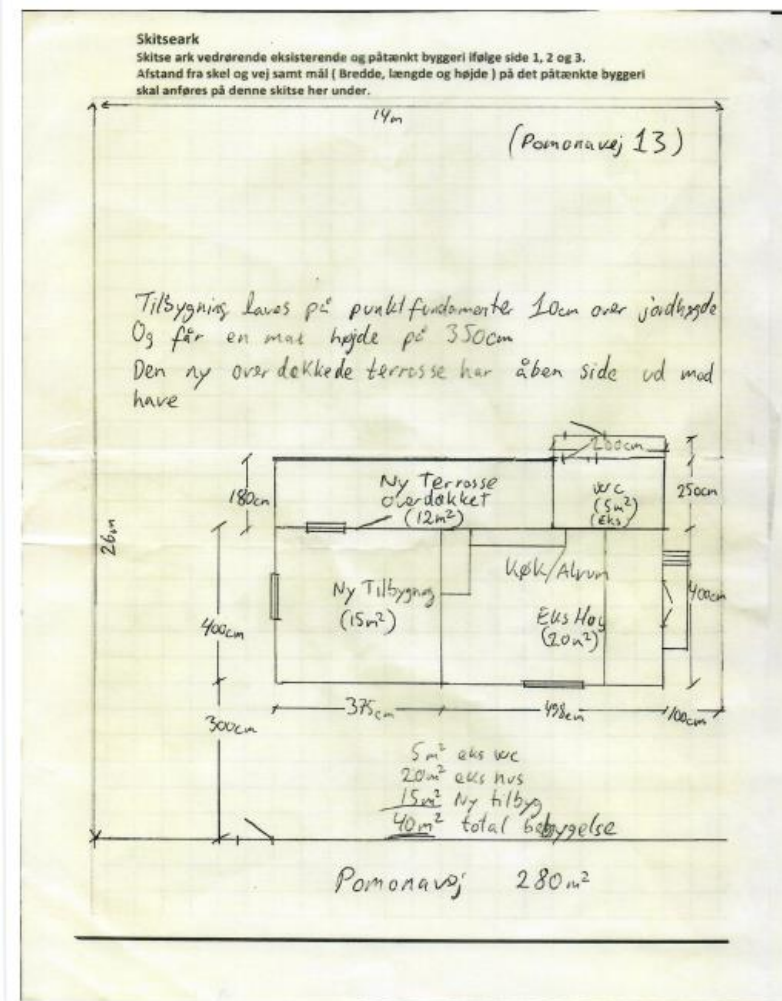 Skitseark
Skitse ark vedrørende eksisterende og påtænkt byggeri ifølge side 1, 2 og 3.
Afstand fra skel og vej samt mål ( Bredde, længde og højde ) på det påtænkte byggeri
skal anføres på denne skitse her under.
14m
(Pomonavej 13)
Tilbygning laves på punktfundamenter 10cm over jordhøjde
Og får en max højde på 350cm
Den ny overdækkede terrosse har åben side ud mod
have
200cm
180cm
Ny Terrosse
overdækket
(12m²)
WC
(5m²)
(Eks)
250cm
26m
Køk/Alrum
Ny Tilbygning
(15m²)
Eks Hus
(20m²)
400cm
400cm
375cm
498cm
100cm
300cm
5m² eks wc
20m² eks hus
15m² Ny tilbyg
40m² total bebygelse
Pomonavej 280m²